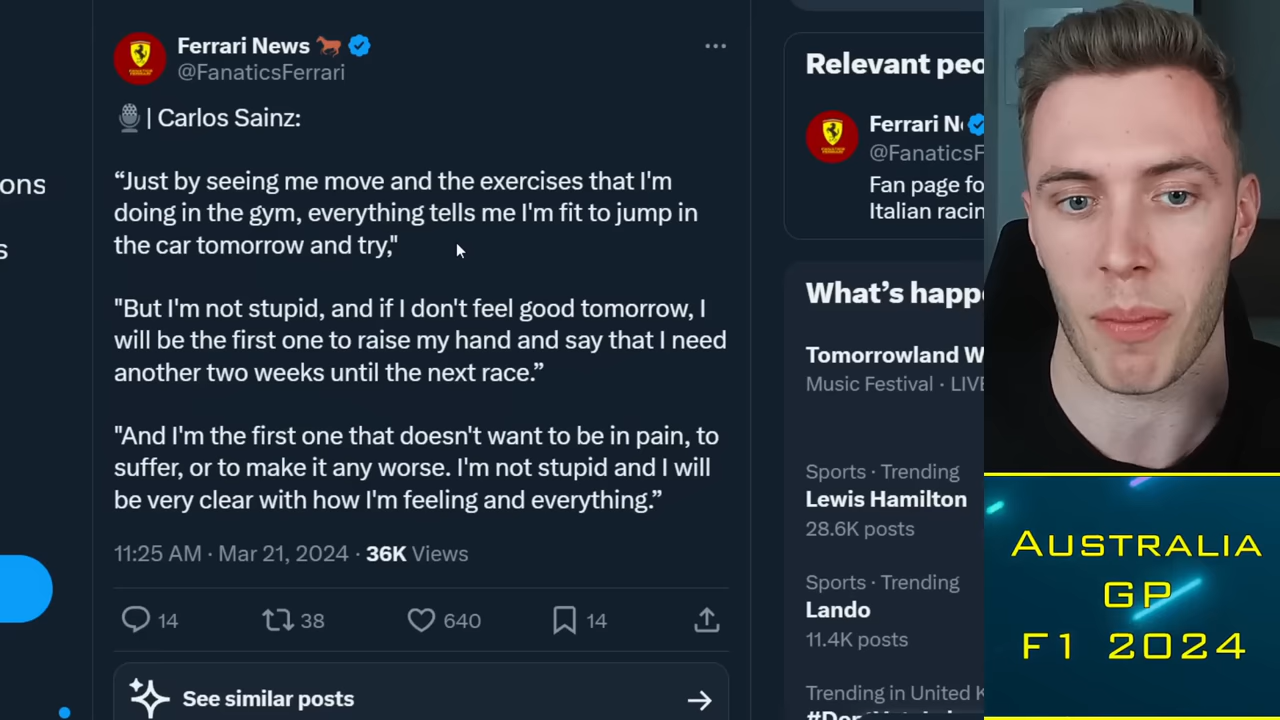 ons
s
Ferrari News
@FanaticsFerrari
| Carlos Sainz:
“Just by seeing me move and the exercises that I'm
doing in the gym, everything tells me I'm fit to jump in
the car tomorrow and try,"
"But I'm not stupid, and if I don't feel good tomorrow, I
will be the first one to raise my hand and say that I need
another two weeks until the next race.”
"And I'm the first one that doesn't want to be in pain, to
suffer, or to make it any worse. I'm not stupid and I will
be very clear with how I'm feeling and everything.”
11:25 AM · Mar 21, 2024 · 36K Views
14 38 640 14
See similar posts
Relevant peo
Ferrari N
@FanaticsF
Fan page fo
Italian racin
What’s happ
Tomorrowland W
Music Festival · LIVE
Sports · Trending
Lewis Hamilton
28.6K posts
Sports · Trending
Lando
11.4K posts
Trending in United K
AUSTRALIA
GP
F1 2024